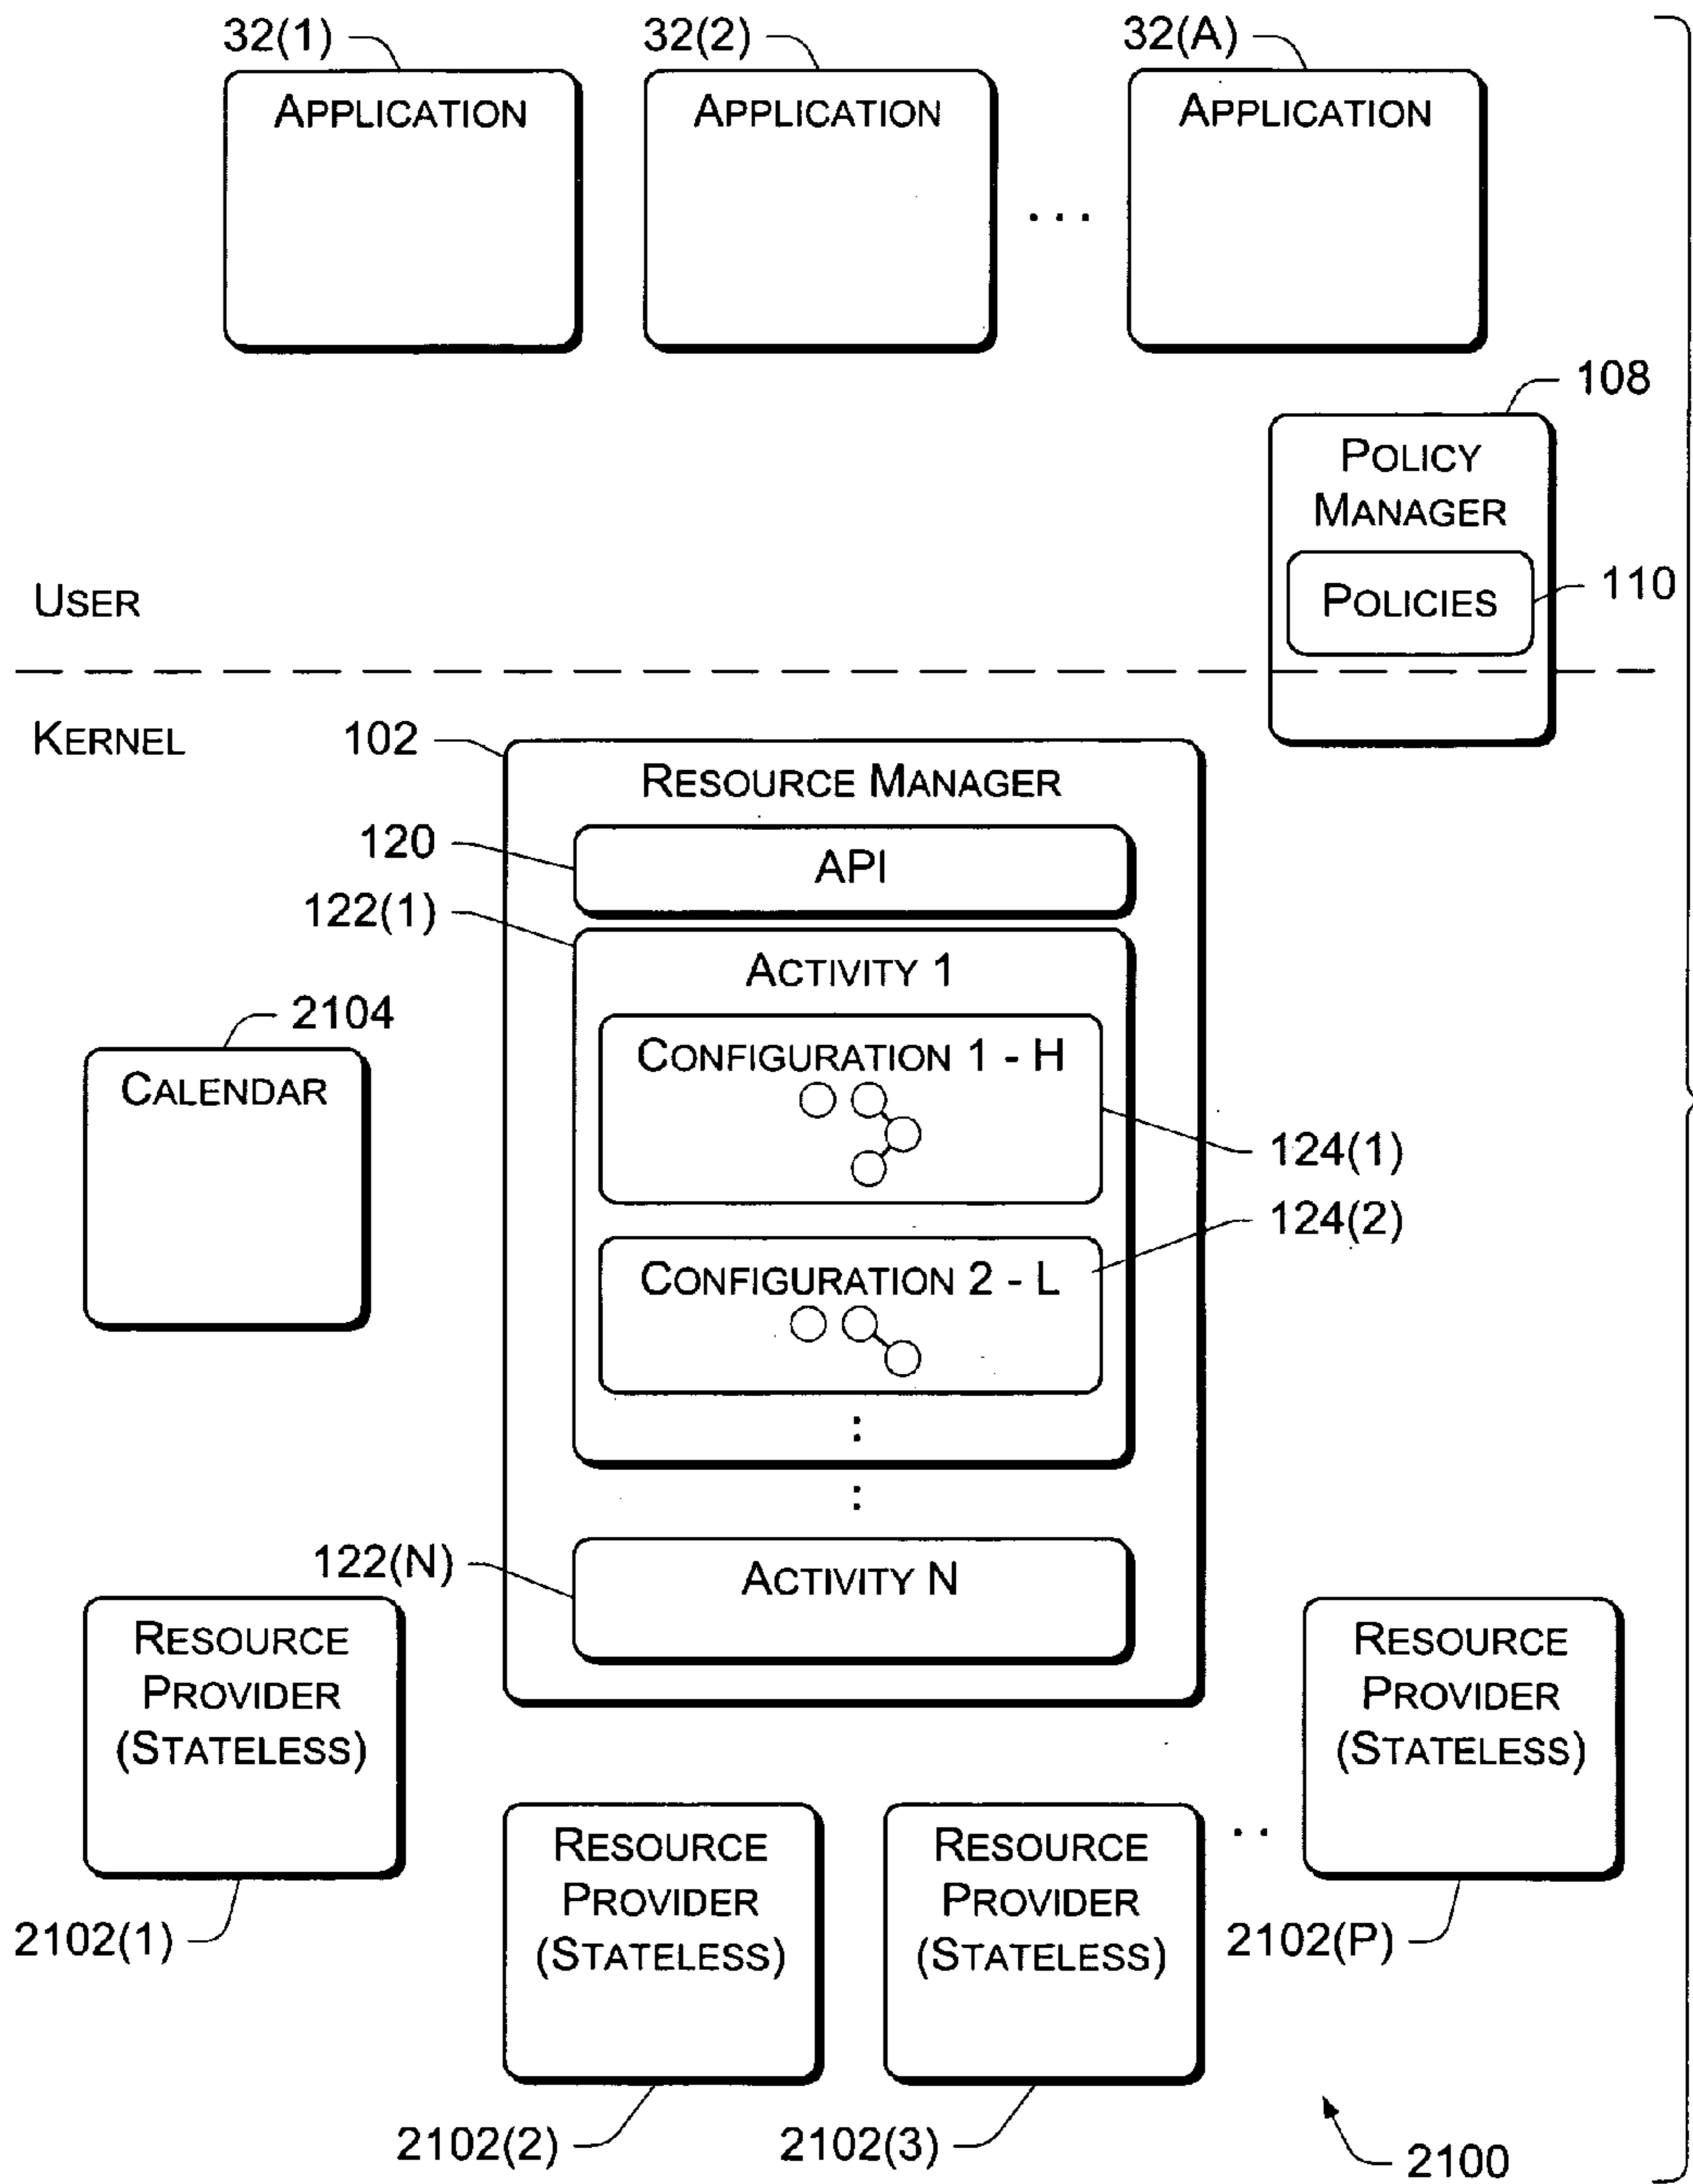 32(1) 32(2) 32(A)
APPLICATION APPLICATION APPLICATION
...
108
POLICY
MANAGER
POLICIES
110
USER
KERNEL
102
RESOURCE MANAGER
120
API
122(1)
ACTIVITY 1
2104
CALENDAR
CONFIGURATION 1 - H
124(1)
124(2)
CONFIGURATION 2 - L
:
:
122(N)
ACTIVITY N
RESOURCE
PROVIDER
(STATELESS)
2102(1)
RESOURCE
PROVIDER
(STATELESS)
2102(2)
RESOURCE
PROVIDER
(STATELESS)
2102(3)
..
RESOURCE
PROVIDER
(STATELESS)
2102(P)
2100